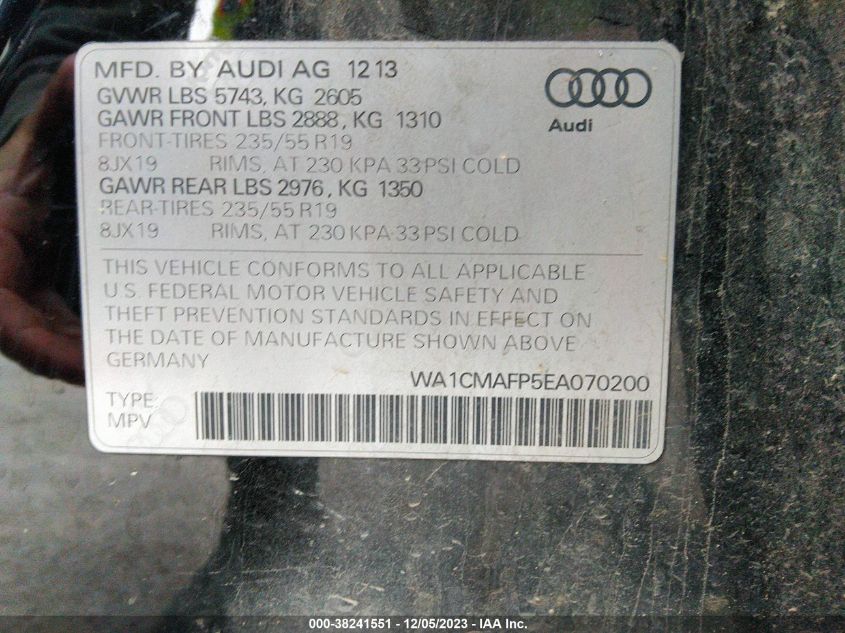 MFD. BY AUDI AG 12 13
GVWR LBS 5743, KG 2605
GAWR FRONT LBS 2888, KG 1310
FRONT-TIRES 235/55 R19
8JX19 RIMS, AT 230 KPA 33 PSI COLD
GAWR REAR LBS 2976, KG 1350
REAR-TIRES 235/55 R19
8JX19 RIMS, AT 230 KPA 33 PSI COLD
Audi
THIS VEHICLE CONFORMS TO ALL APPLICABLE
U.S. FEDERAL MOTOR VEHICLE SAFETY AND
THEFT PREVENTION STANDARDS IN EFFECT ON
THE DATE OF MANUFACTURE SHOWN ABOVE
GERMANY
WA1CMAFP5EA070200
TYPE:
MPV
000-38241551 - 12/05/2023 - IAA Inc.